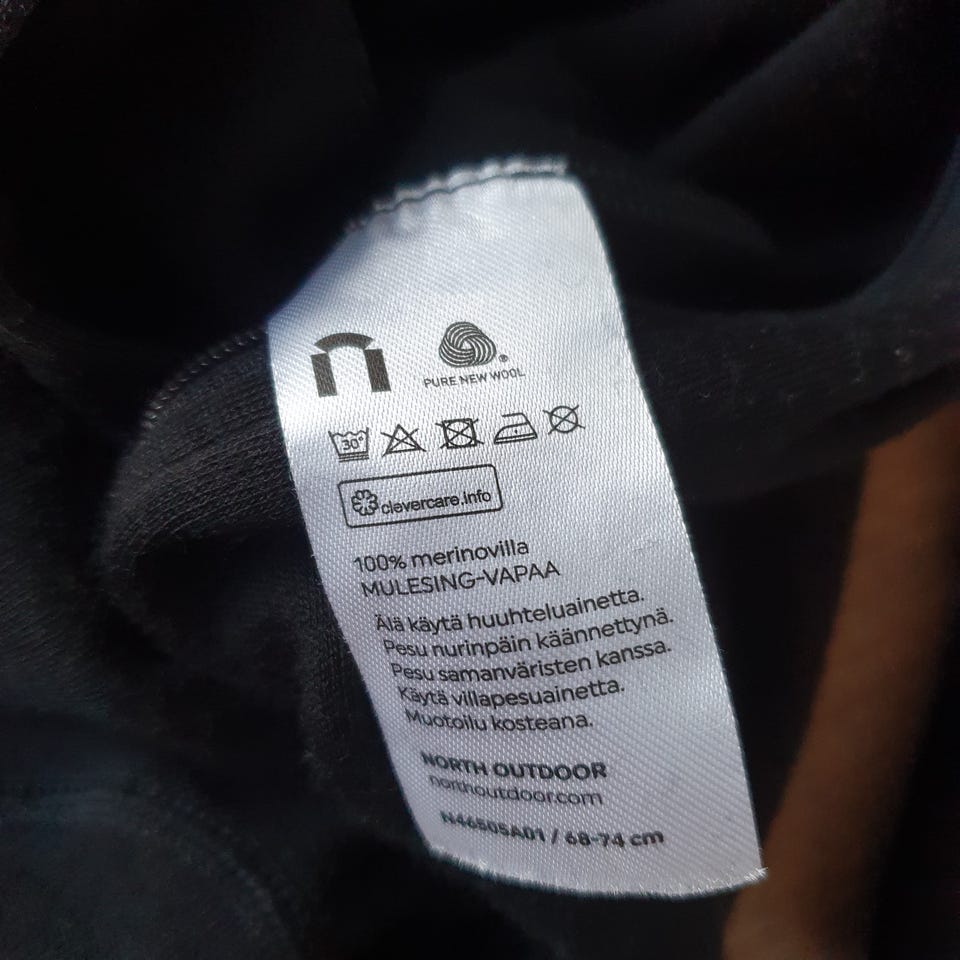 PURE NEW WOOL
30°
clevercare.info
100% merinovilla
MULESING-VAPAA
Älä käytä huuhteluainetta.
Pesu nurinpäin käännettynä.
Pesu samanväristen kanssa.
Käytä villapesuainetta.
Muotoilu kosteana.
NORTH OUTDOOR
northoutdoor.com
N46505A01 / 68-74 cm